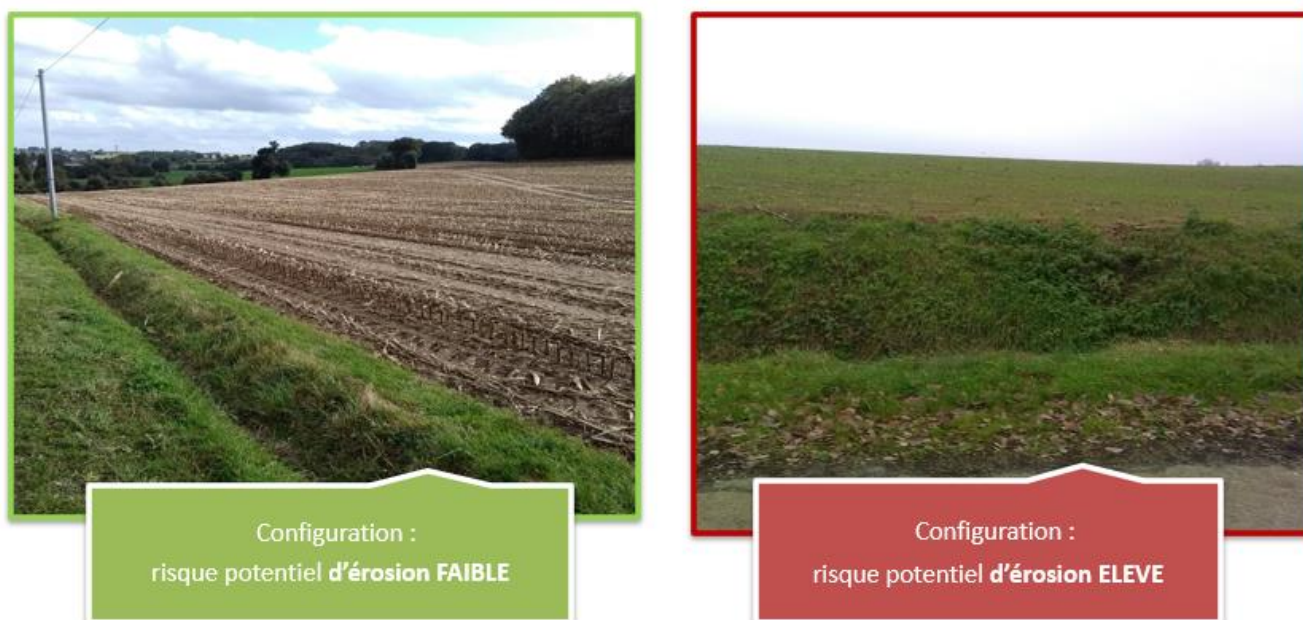 Configuration :
risque potentiel d'érosion FAIBLE
Configuration :
risque potentiel d'érosion ELEVE